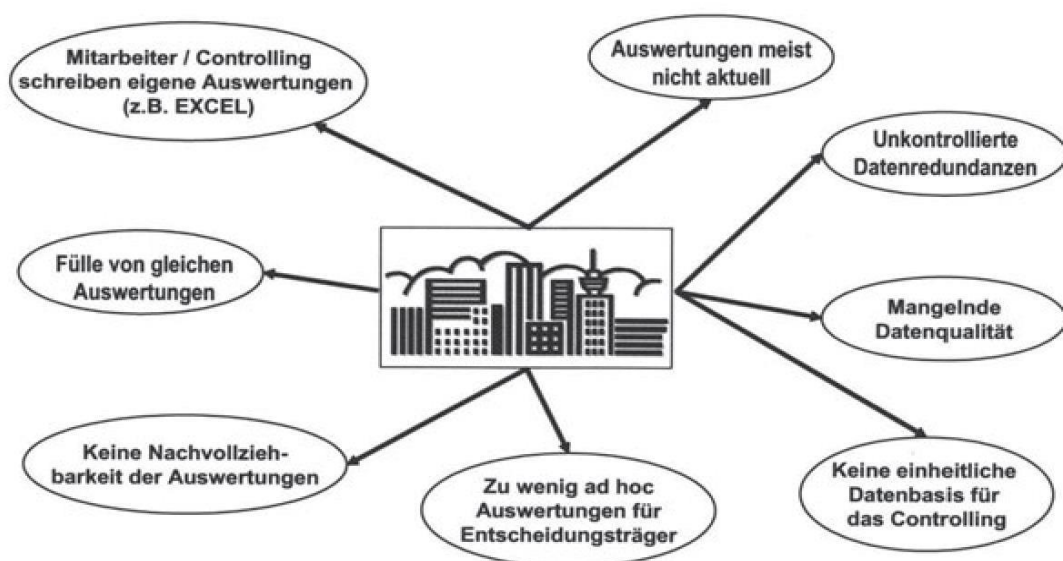 Mitarbeiter / Controlling
schreiben eigene Auswertungen
(z.B. EXCEL)
Auswertungen meist
nicht aktuell
Unkontrollierte
Datenredundanzen
Fülle von gleichen
Auswertungen
Mangelnde
Datenqualität
Keine Nachvollzieh-
barkeit der Auswertungen
Zu wenig ad hoc
Auswertungen für
Entscheidungsträger
Keine einheitliche
Datenbasis für
das Controlling